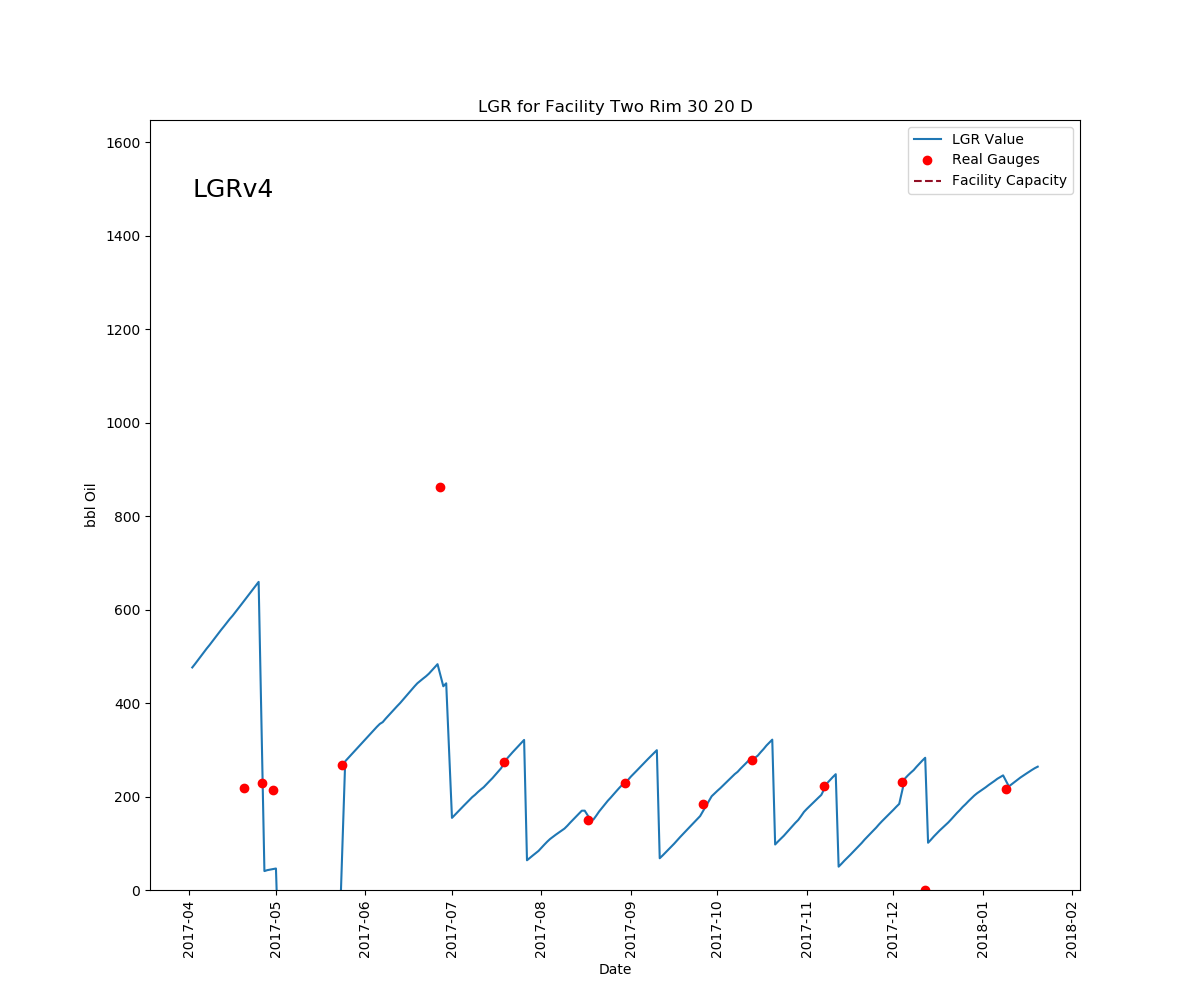 LGR for Facility Two Rim 30 20 D
LGR Value
Real Gauges
Facility Capacity
LGRv4
1600
1400
1200
1000
800
600
400
200
0
bbl Oil
2017-04
2017-05
2017-06
2017-07
2017-08
2017-09
2017-10
2017-11
2017-12
2018-01
2018-02
Date